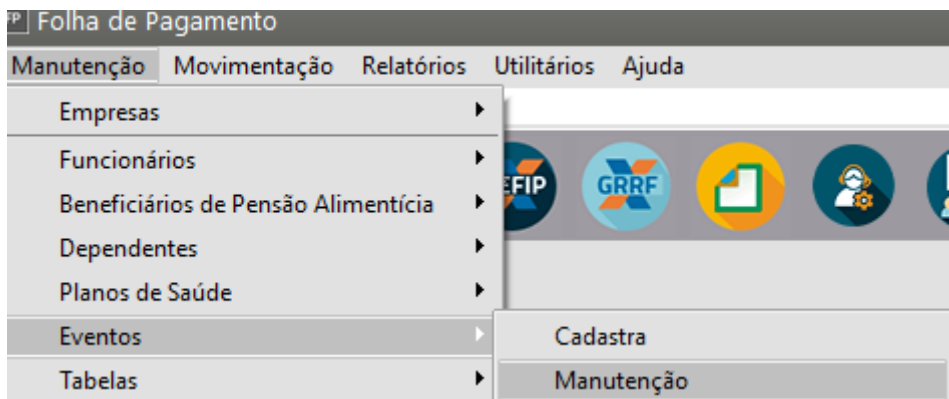 FP Folha de Pagamento
Manutenção Movimentação Relatórios Utilitários Ajuda
Empresas
Funcionários
EFIP GRRF
Beneficiários de Pensão Alimentícia
Dependentes
Planos de Saúde
Eventos Cadastra
Tabelas Manutenção